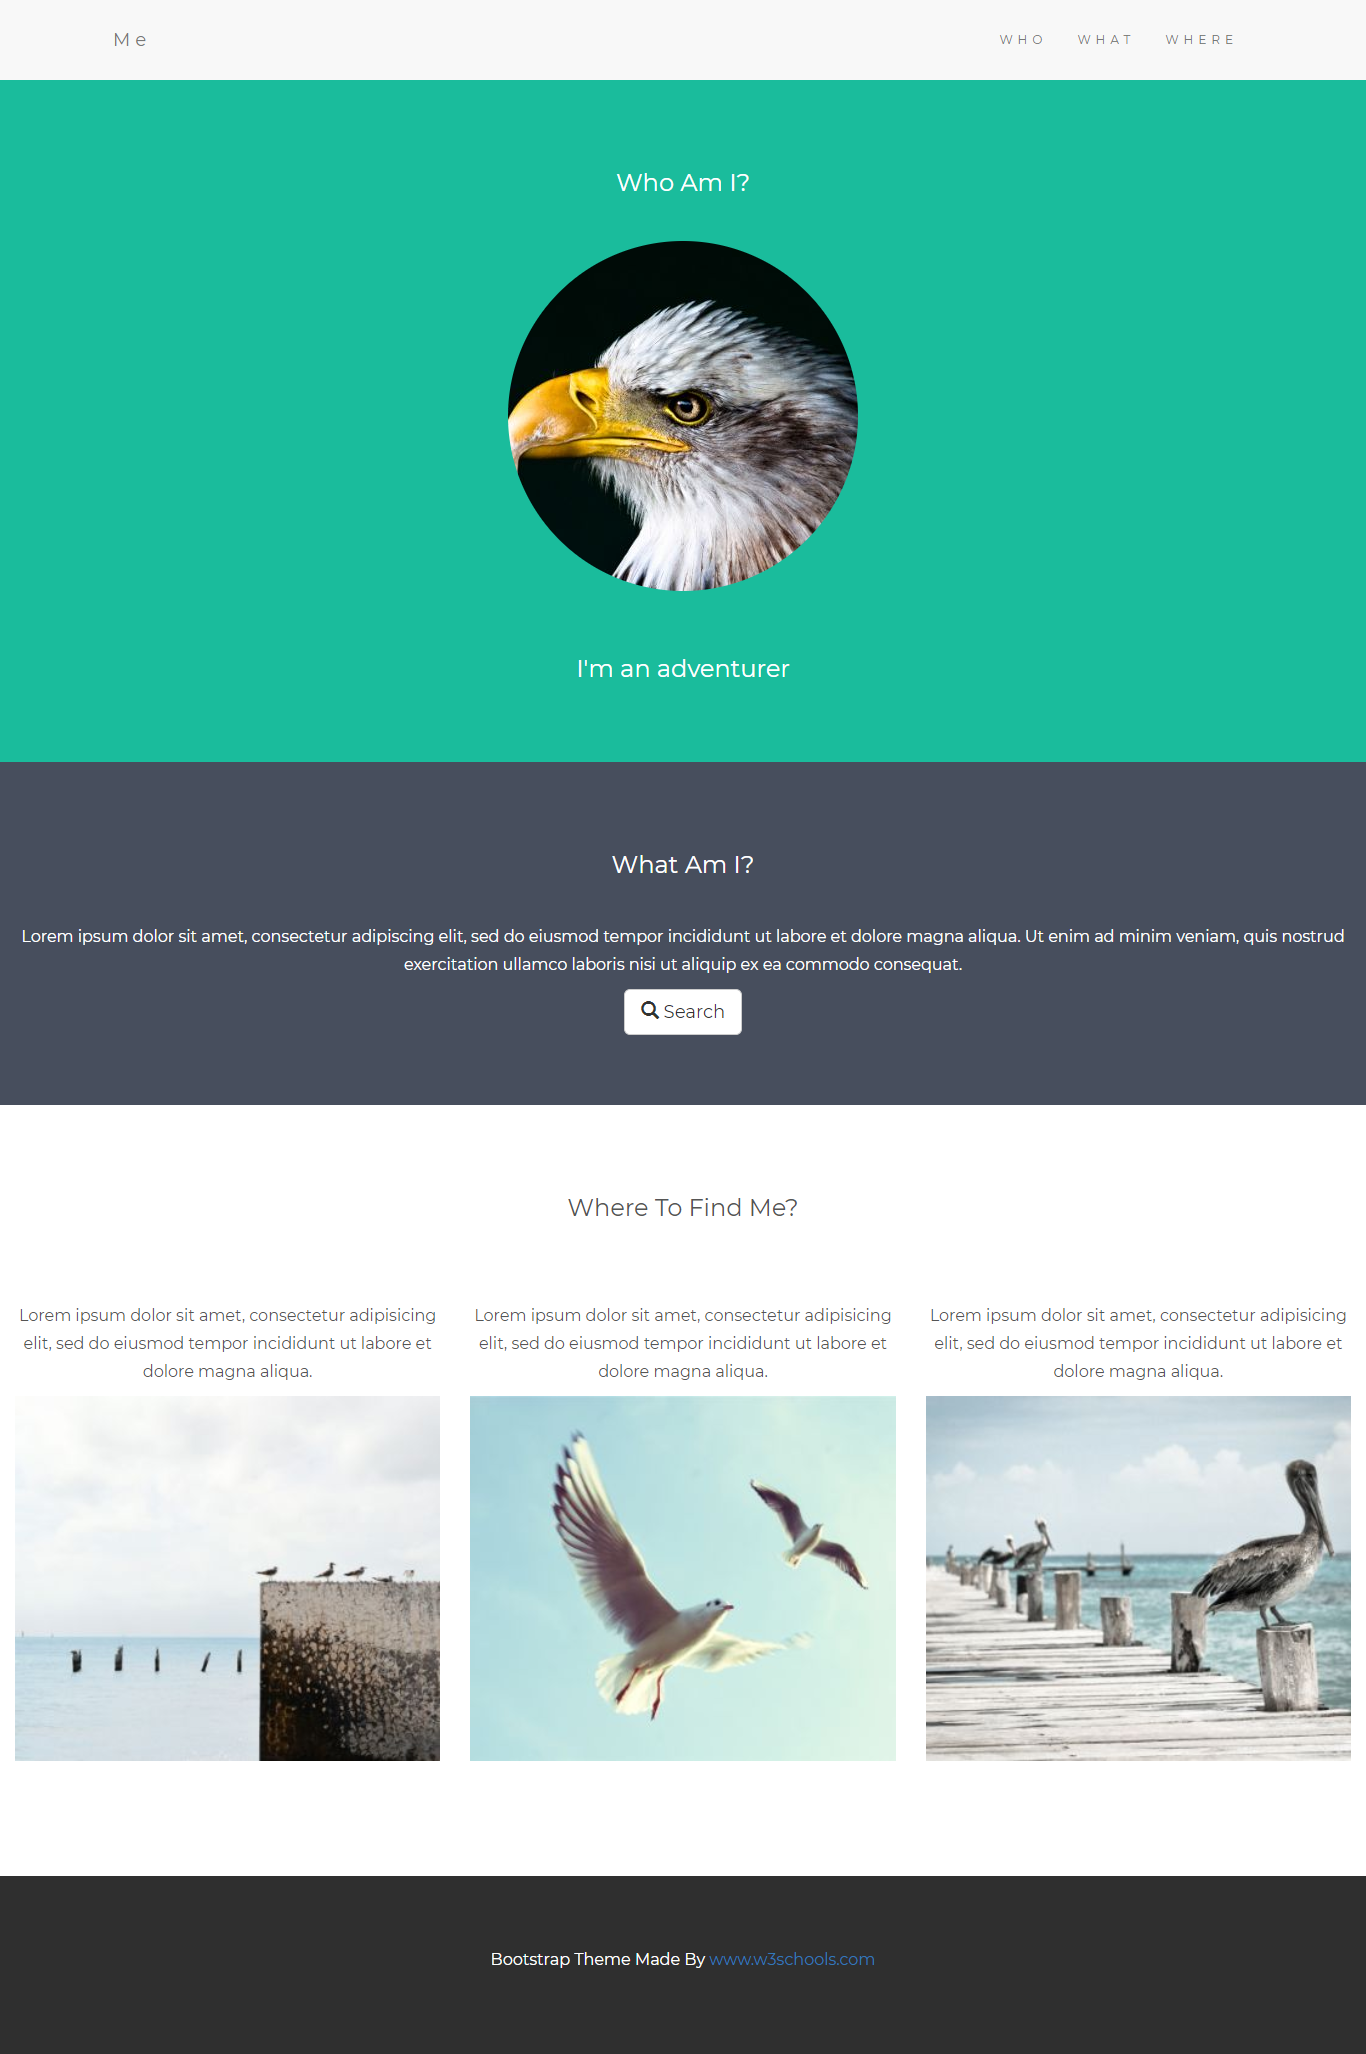 Me
WHO WHAT WHERE
Who Am I?
I'm an adventurer
What Am I?
Lorem ipsum dolor sit amet, consectetur adipiscing elit, sed do eiusmod tempor incididunt ut labore et dolore magna aliqua. Ut enim ad minim veniam, quis nostrud
exercitation ullamco laboris nisi ut aliquip ex ea commodo consequat.
Search
Where To Find Me?
Lorem ipsum dolor sit amet, consectetur adipisicing
elit, sed do eiusmod tempor incididunt ut labore et
dolore magna aliqua.
Lorem ipsum dolor sit amet, consectetur adipisicing
elit, sed do eiusmod tempor incididunt ut labore et
dolore magna aliqua.
Lorem ipsum dolor sit amet, consectetur adipisicing
elit, sed do eiusmod tempor incididunt ut labore et
dolore magna aliqua.
Bootstrap Theme Made By www.w3schools.com